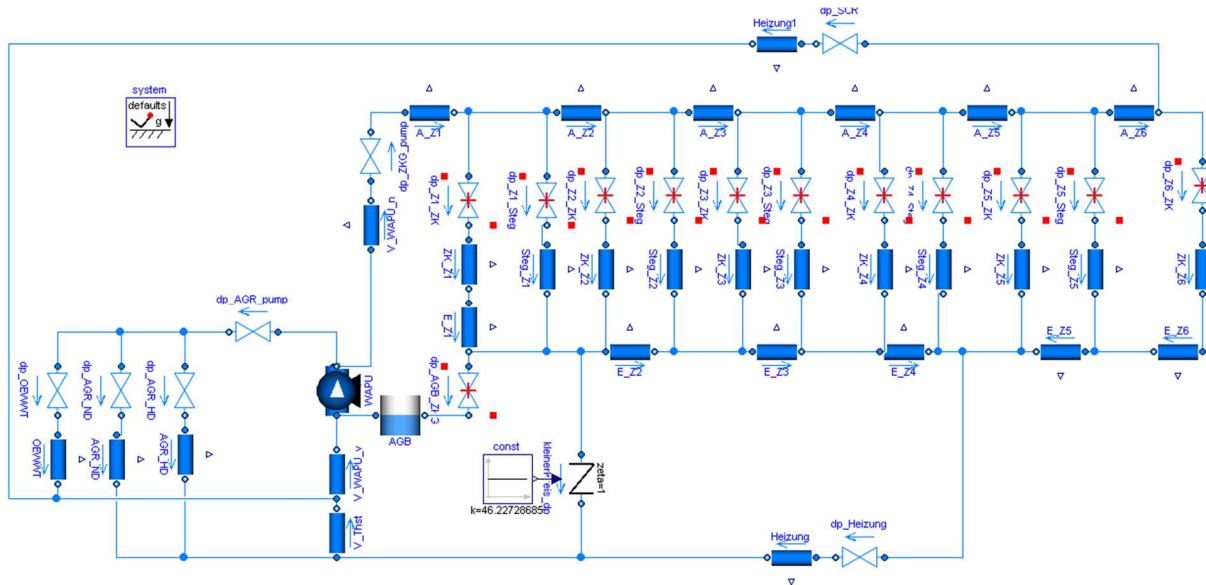 dp_SCR
Heizung1
system
defaults
g
A_Z1
A_Z2
A_Z3
A_Z4
A_Z5
A_Z6
dp_ZKG_pump
V_WAPU_n
dp_Z1_ZK
dp_Z1_Steg
dp_Z2_ZK
dp_Z2_Steg
dp_Z3_ZK
dp_Z3_Steg
dp_Z4_ZK
dp_Z5_ZK
dp_Z5_Steg
dp_Z6_ZK
ZK_Z1
Steg_Z1
ZK_Z2
Steg_Z2
ZK_Z3
Steg_Z3
ZK_Z4
Steg_Z4
ZK_Z5
Steg_Z5
ZK_Z6
E_Z1
dp_AGR_pump
E_Z2
E_Z3
E_Z4
E_Z5
E_Z6
dp_OEWWT
dp_AGR_ND
dp_AGR_HD
WAPU
AGB
OEWWT
AGR_ND
AGR_HD
V_WAPU_v
V_Thst
const
k=46.22728685
zeta=1
dp_Heizung
Heizung